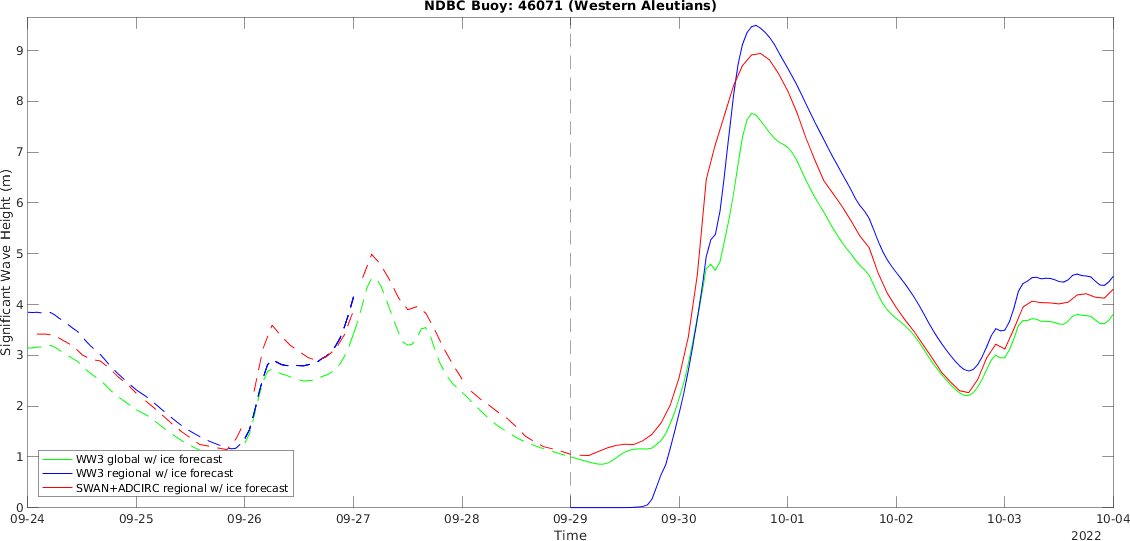 NDBC Buoy: 46071 (Western Aleutians)
Significant Wave Height (m)
9
8
7
6
5
4
3
2
1
0
WW3 global w/ ice forecast
WW3 regional w/ ice forecast
SWAN+ADCIRC regional w/ ice forecast
09-24 09-25 09-26 09-27 09-28 09-29 09-30 10-01 10-02 10-03 10-04
Time
2022